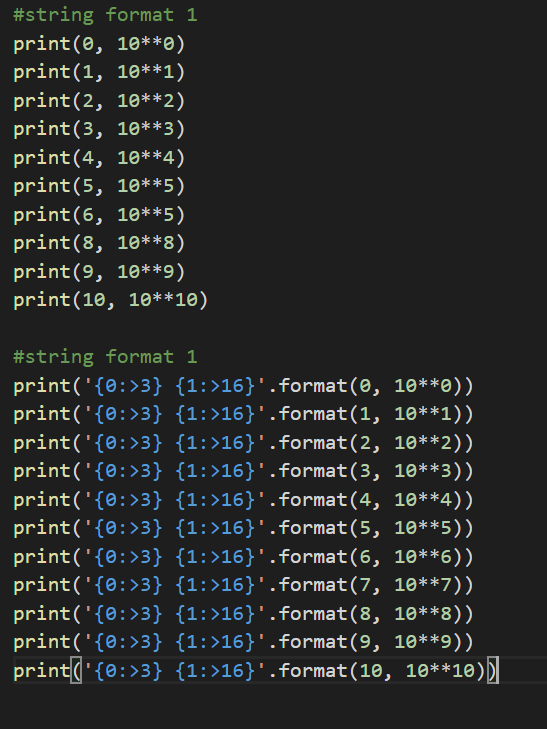 #string format 1
print(0, 10**0)
print(1, 10**1)
print(2, 10**2)
print(3, 10**3)
print(4, 10**4)
print(5, 10**5)
print(6, 10**5)
print(8, 10**8)
print(9, 10**9)
print(10, 10**10)
#string format 1
print('{0:>3} {1:>16}'.format(0, 10**0))
print('{0:>3} {1:>16}'.format(1, 10**1))
print('{0:>3} {1:>16}'.format(2, 10**2))
print('{0:>3} {1:>16}'.format(3, 10**3))
print('{0:>3} {1:>16}'.format(4, 10**4))
print('{0:>3} {1:>16}'.format(5, 10**5))
print('{0:>3} {1:>16}'.format(6, 10**6))
print('{0:>3} {1:>16}'.format(7, 10**7))
print('{0:>3} {1:>16}'.format(8, 10**8))
print('{0:>3} {1:>16}'.format(9, 10**9))
print('{0:>3} {1:>16}'.format(10, 10**10))